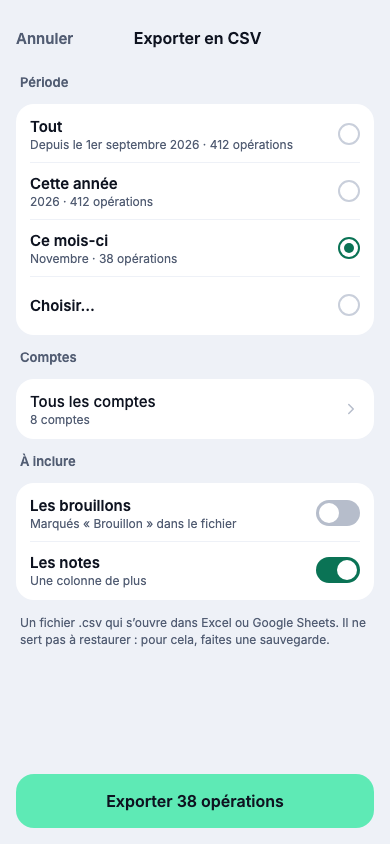 Annuler
Exporter en CSV
Période
Tout
Depuis le 1er septembre 2026 · 412 opérations
Cette année
2026 · 412 opérations
Ce mois-ci
Novembre · 38 opérations
Choisir...
Comptes
Tous les comptes
8 comptes
À inclure
Les brouillons
Marqués « Brouillon » dans le fichier
Les notes
Une colonne de plus
Un fichier .csv qui s’ouvre dans Excel ou Google Sheets. Il ne
sert pas à restaurer : pour cela, faites une sauvegarde.
Exporter 38 opérations